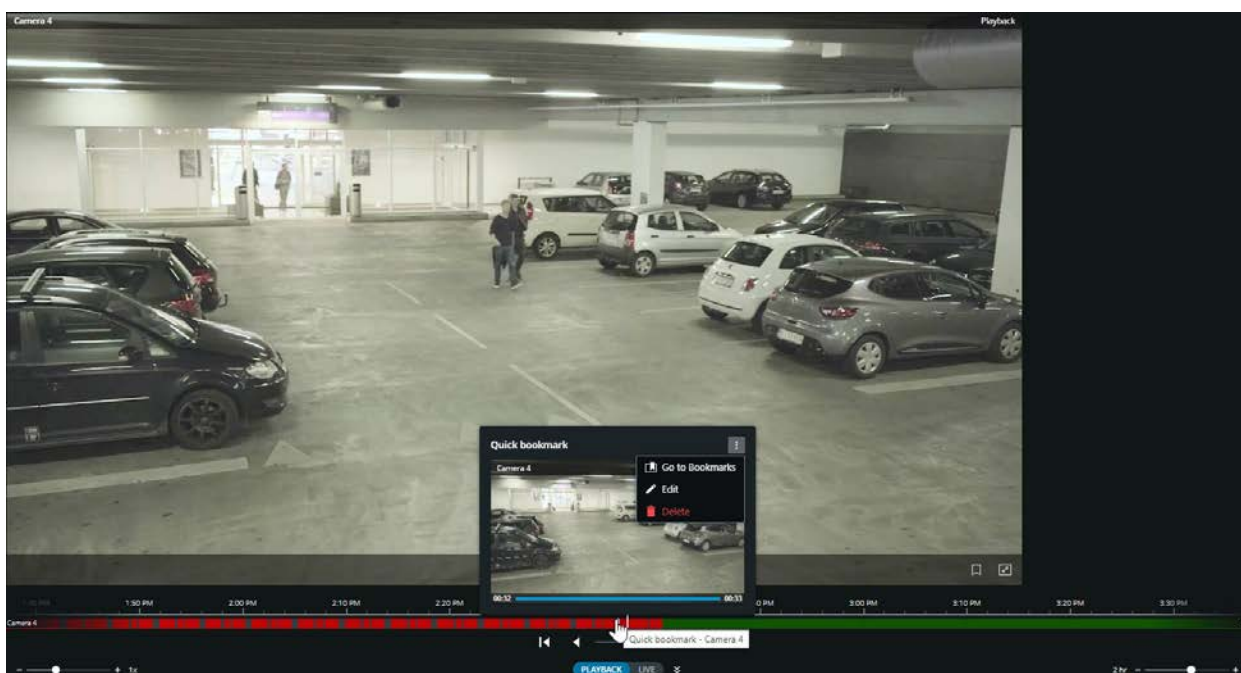 Camera 4
Playback
Quick bookmark
Camera 4
Go to Bookmarks
Edit
Delete
00:32
00:33
1:50 PM
2:00 PM
2:10 PM
2:20 PM
3:00 PM
3:10 PM
3:20 PM
3:30 PM
Camera 4
Quick bookmark - Camera 4
1x
PLAYBACK
LIVE
2 hr